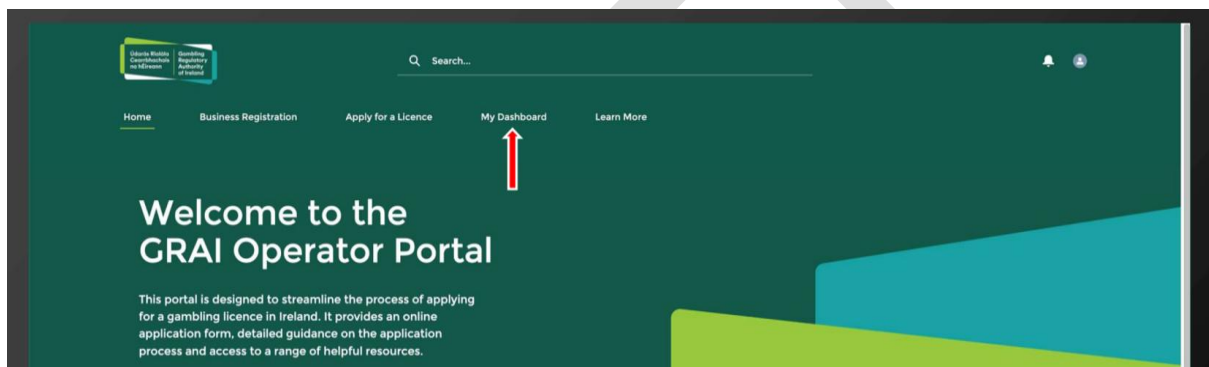 Údarás Rialála
Cearrbhachais
na hÉireann
Gambling
Regulatory
Authority
of Ireland
Search...
Home Business Registration Apply for a Licence My Dashboard Learn More
Welcome to the
GRAI Operator Portal
This portal is designed to streamline the process of applying
for a gambling licence in Ireland. It provides an online
application form, detailed guidance on the application
process and access to a range of helpful resources.